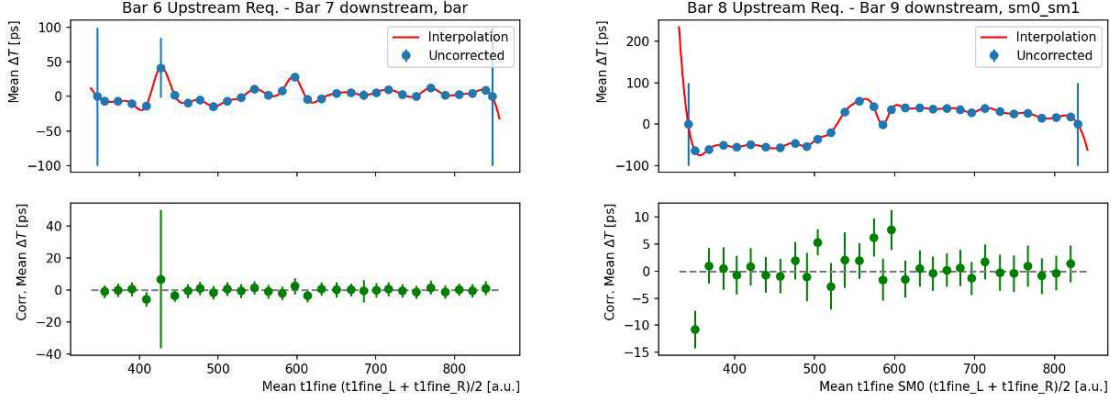 Bar 6 Upstream Req. - Bar 7 downstream, bar
Mean ΔT [ps]
100
50
0
−50
−100
Interpolation
Uncorrected
Corr. Mean ΔT [ps]
40
20
0
−20
−40
400 500 600 700 800
Mean t1fine (t1fine_L + t1fine_R)/2 [a.u.]
Bar 8 Upstream Req. - Bar 9 downstream, sm0_sm1
Mean ΔT [ps]
200
100
0
−100
Interpolation
Uncorrected
Corr. Mean ΔT [ps]
10
5
0
−5
−10
−15
400 500 600 700 800
Mean t1fine SM0 (t1fine_L + t1fine_R)/2 [a.u.]